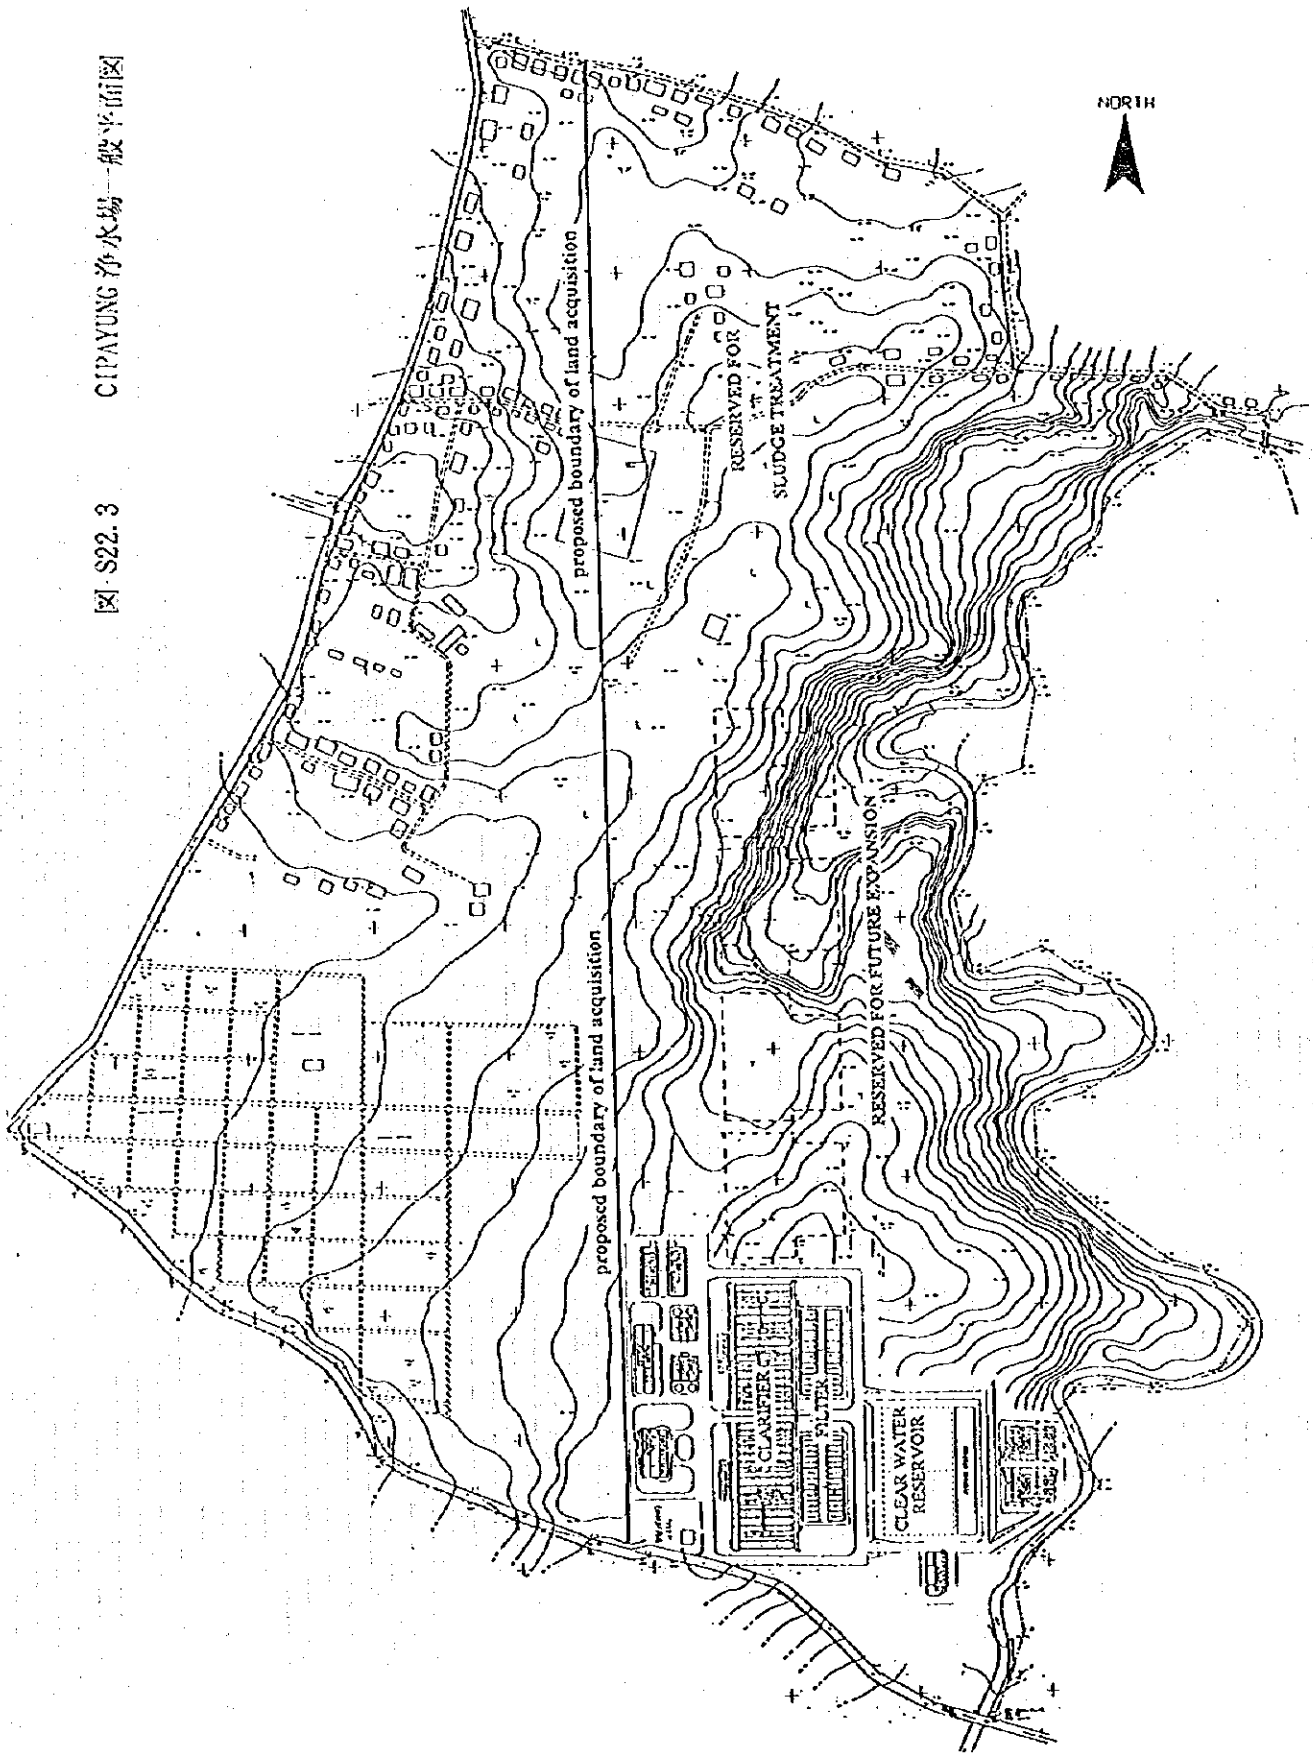 図-S22.3 CIPAYUNG 浄水場一般平面図
NORTH
proposed boundary of land acquisition
RESERVED FOR
SLUDGE TREATMENT
proposed boundary of land acquisition
RESERVED FOR FUTURE EXPANSION
CLARIFIER
FILTER
CLEAR WATER
RESERVOIR